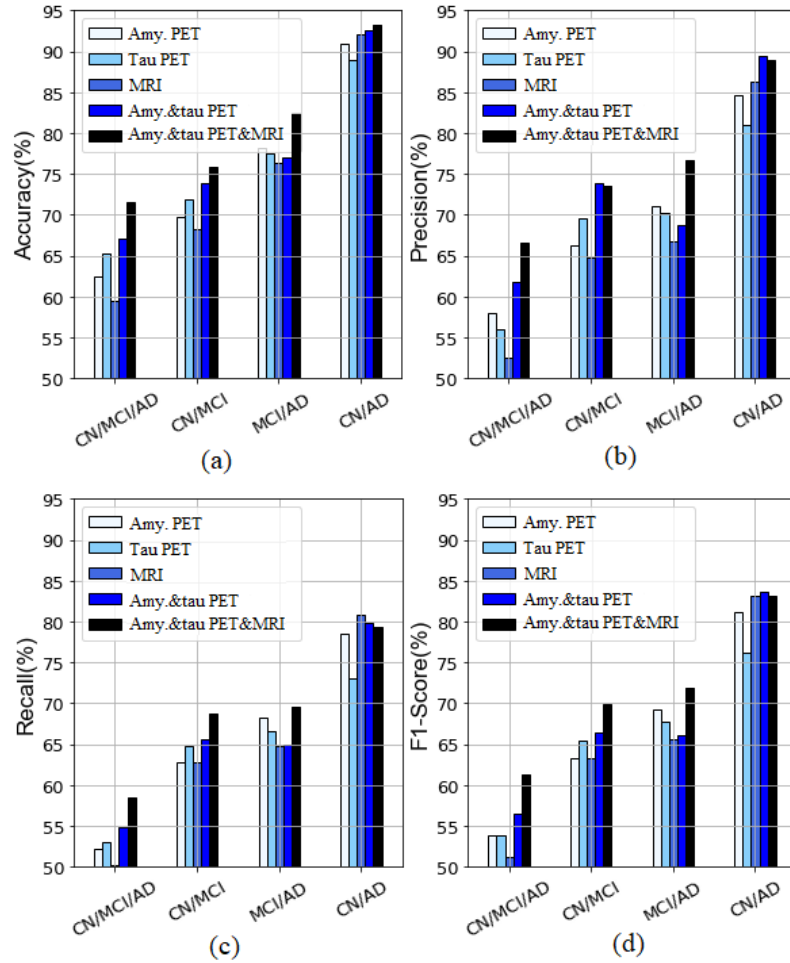 95
90
85
80
75
70
65
60
55
50
Accuracy(%)
Amy. PET
Tau PET
MRI
Amy.&tau PET
Amy.&tau PET&MRI
CN/MCI/AD
CN/MCI
MCI/AD
CN/AD
(a)
95
90
85
80
75
70
65
60
55
50
Precision(%)
Amy. PET
Tau PET
MRI
Amy.&tau PET
Amy.&tau PET&MRI
CN/MCI/AD
CN/MCI
MCI/AD
CN/AD
(b)
95
90
85
80
75
70
65
60
55
50
Recall(%)
Amy. PET
Tau PET
MRI
Amy.&tau PET
Amy.&tau PET&MRI
CN/MCI/AD
CN/MCI
MCI/AD
CN/AD
(c)
95
90
85
80
75
70
65
60
55
50
F1-Score(%)
Amy. PET
Tau PET
MRI
Amy.&tau PET
Amy.&tau PET&MRI
CN/MCI/AD
CN/MCI
MCI/AD
CN/AD
(d)